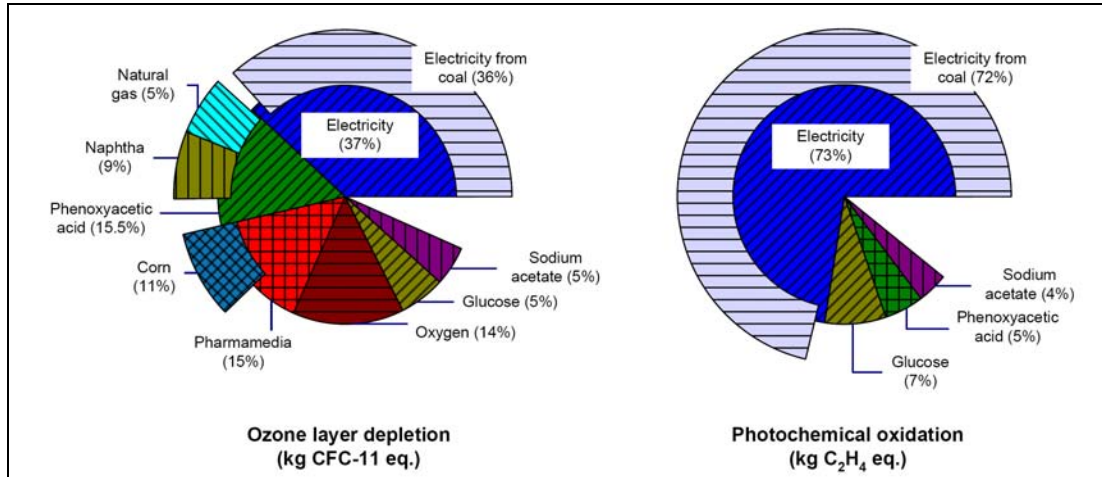 Electricity from
coal (36%)
Natural
gas (5%)
Electricity
(37%)
Naphtha
(9%)
Phenoxyacetic
acid (15.5%)
Corn
(11%)
Pharmamedia
(15%)
Oxygen (14%)
Glucose (5%)
Sodium
acetate (5%)
Ozone layer depletion
(kg CFC-11 eq.)
Electricity from
coal (72%)
Electricity
(73%)
Sodium
acetate (4%)
Phenoxyacetic
acid (5%)
Glucose
(7%)
Photochemical oxidation
(kg C₂H₄ eq.)